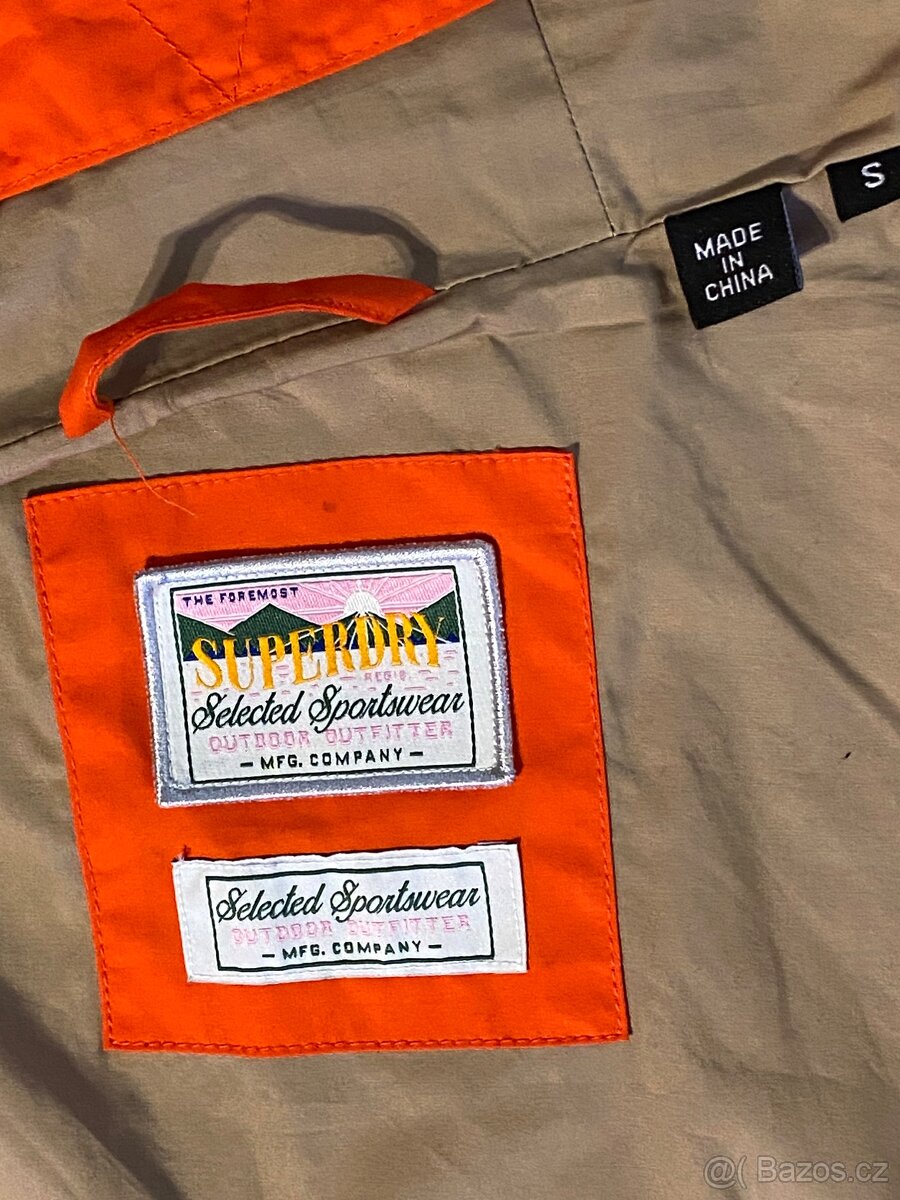 S
MADE
IN
CHINA
THE FOREMOST
SUPERDRY
REGIS.
Selected Sportswear
OUTDOOR OUTFITTER
– MFG. COMPANY –
Selected Sportswear
OUTDOOR OUTFITTER
– MFG. COMPANY –
@( Bazos.cz